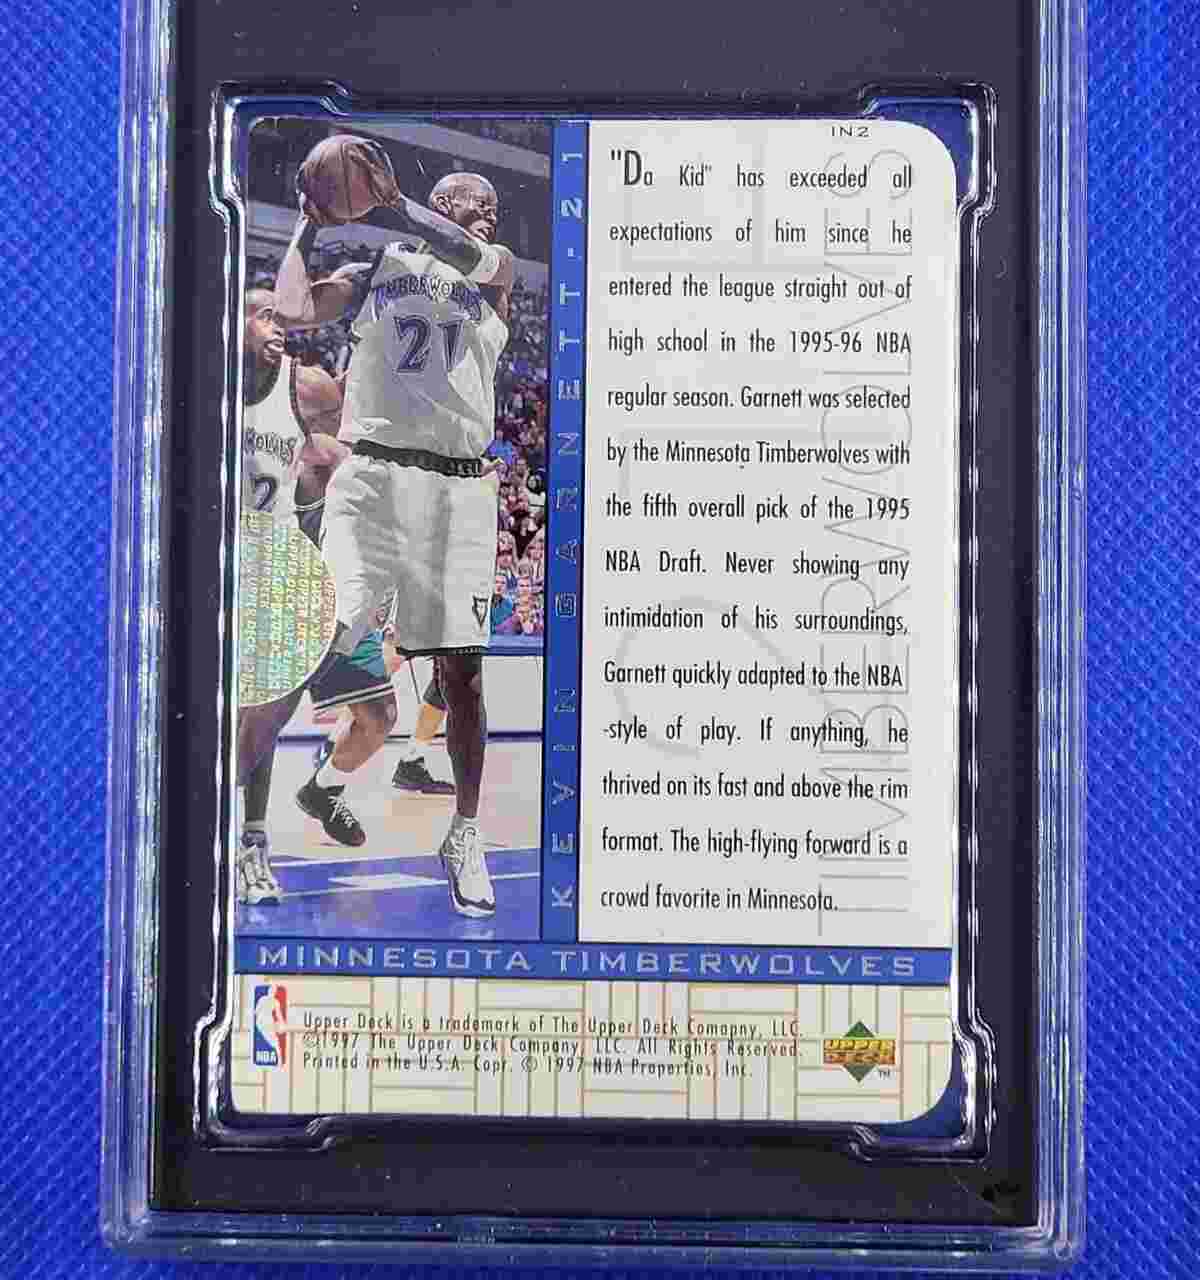 IN2
"Da Kid" has exceeded all
expectations of him since he
entered the league straight out of
high school in the 1995-96 NBA
regular season. Garnett was selected
by the Minnesota Timberwolves with
the fifth overall pick of the 1995
NBA Draft. Never showing any
intimidation of his surroundings,
Garnett quickly adapted to the NBA
-style of play. If anything, he
thrived on its fast and above the rim
format. The high-flying forward is a
crowd favorite in Minnesota.
TIMBERWOLVES
KEVIN GARNETT-21
TIMBERWOLVES
21
WOLVES
2
UPPER DECK
MINNESOTA TIMBERWOLVES
NBA
Upper Deck is a trademark of The Upper Deck Comapny, LLC.
©1997 The Upper Deck Company, LLC. All Rights Reserved.
Printed in the U.S.A. Copr. © 1997 NBA Properties, Inc.
UPPER
DECK
TM